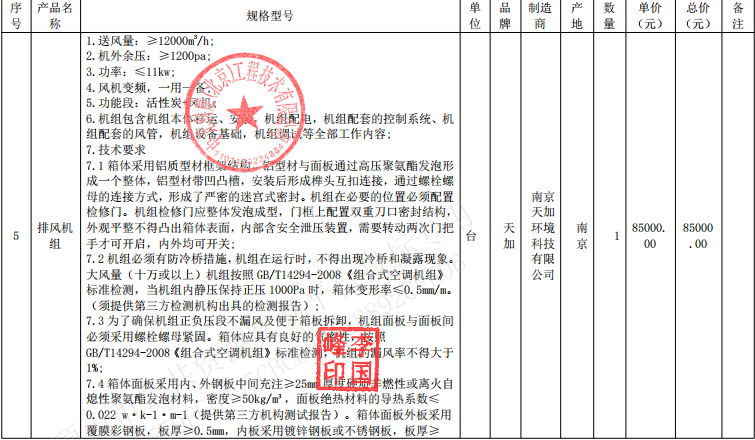 序号 产品名称 规格型号 单位 品牌 制造商 产地 数量 单价（元） 总价（元） 备注
5 排风机组 台 天加 南京天加环境科技有限公司 南京 1 85000.00 85000.00
1.送风量：≥12000m³/h;
2.机外余压：≥1200pa;
3.功率：≤11kw;
4.风机变频，一用一备;
5.功能段：活性炭+风机;
6.机组包含机组本体移运、安装，机组配电，机组配套的控制系统、机
组配套的风管，机组设备基础，机组调试等全部工作内容;
7.技术要求
7.1 箱体采用铝质型材框架结构，铝型材与面板通过高压聚氨酯发泡形
成一个整体，铝型材带凹凸槽，安装后形成榫头互扣连接，通过螺栓螺
母的连接方式，形成了严密的迷宫式密封。机组在必要的位置必须配置
检修门。机组检修门应整体发泡成型，门框上配置双重刀口密封结构，
外观平整不得凸出箱体表面，内部含安全泄压装置，需要转动两次门把
手才可开启，内外均可开关;
7.2 机组必须有防冷桥措施，机组在运行时，不得出现冷桥和凝露现象。
大风量（十万或以上）机组按照 GB/T14294-2008《组合式空调机组》
标准检测，当机组内静压保持正压 1000Pa 时，箱体变形率≤0.5mm/m。
（须提供第三方检测机构出具的检测报告）;
7.3 为了确保机组正负压段不漏风及便于箱板拆卸，机组面板与面板间
必须采用螺栓螺母紧固。箱体应具有良好的气密性，按照
GB/T14294-2008《组合式空调机组》标准检测，机组的漏风率不得大于
1%;
7.4 箱体面板采用内、外钢板中间充注≥25mm 厚度硬质非燃性或离火自
熄性聚氨酯发泡材料，密度≥50kg/m³，面板绝热材料的导热系数≤
0.022 w·k-1·m-1（提供第三方机构测试报告）。箱体面板外板采用
覆膜彩钢板，板厚≥0.5mm，内板采用镀锌钢板或不锈钢板，板厚≥
(北京)工程技术有限
李国
峰印